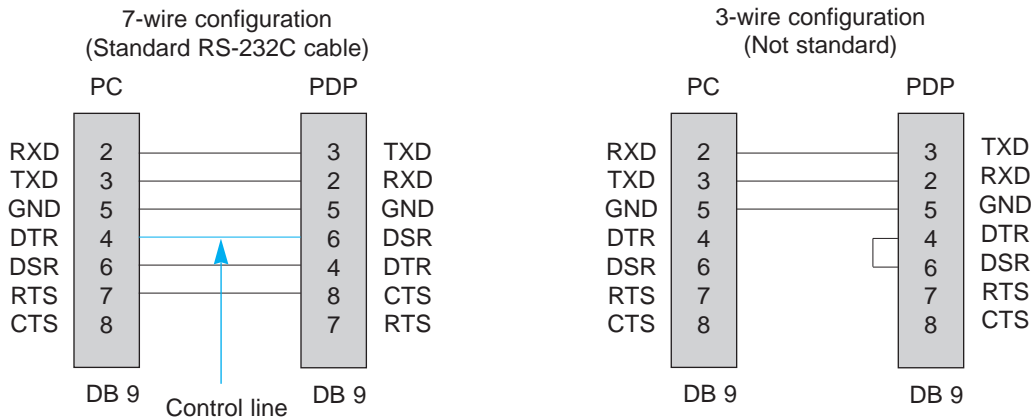 7-wire configuration
(Standard RS-232C cable)
PC PDP
RXD 2 3 TXD
TXD 3 2 RXD
GND 5 5 GND
DTR 4 6 DSR
DSR 6 4 DTR
RTS 7 8 CTS
CTS 8 7 RTS
DB 9 DB 9
Control line
3-wire configuration
(Not standard)
PC PDP
RXD 2 3 TXD
TXD 3 2 RXD
GND 5 5 GND
DTR 4 4 DTR
DSR 6 6 DSR
RTS 7 7 RTS
CTS 8 8 CTS
DB 9 DB 9